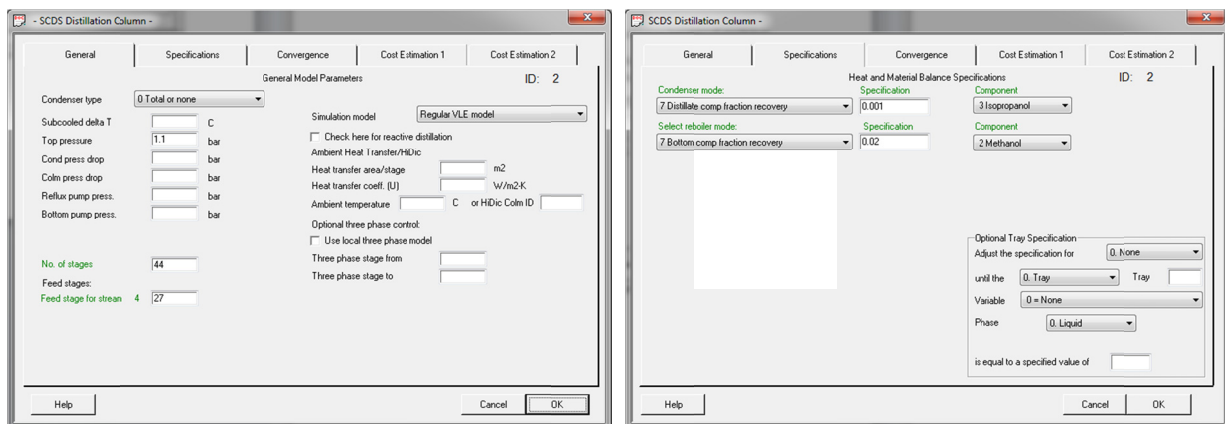 - SCDS Distillation Column -
General Specifications Convergence Cost Estimation 1 Cost Estimation 2
General Model Parameters ID: 2
Condenser type 0 Total or none
Simulation model Regular VLE model
Subcooled delta T C
Top pressure 1.1 bar
Cond press drop bar
Colm press drop bar
Reflux pump press. bar
Bottom pump press. bar
No. of stages 44
Feed stages:
Feed stage for strean 4 27
Check here for reactive distillation
Ambient Heat Transfer/HiDic
Heat transfer area/stage m2
Heat transfer coeff. (U) W/m2-K
Ambient temperature C or HiDic Colm ID
Optional three phase control:
Use local three phase model
Three phase stage from
Three phase stage to
Help Cancel OK
SCDS Distillation Column -
General Specifications Convergence Cost Estimation 1 Cost Estimation 2
Heat and Material Balance Specifications ID: 2
Condenser mode: Specification Component
7 Distillate comp fraction recovery 0.001 3 Isopropanol
Select reboiler mode: Specification Component
7 Bottom comp fraction recovery 0.02 2 Methanol
Optional Tray Specification
Adjust the specification for 0. None
until the 0. Tray Tray
Variable 0 = None
Phase 0. Liquid
is equal to a specified value of
Help Cancel OK